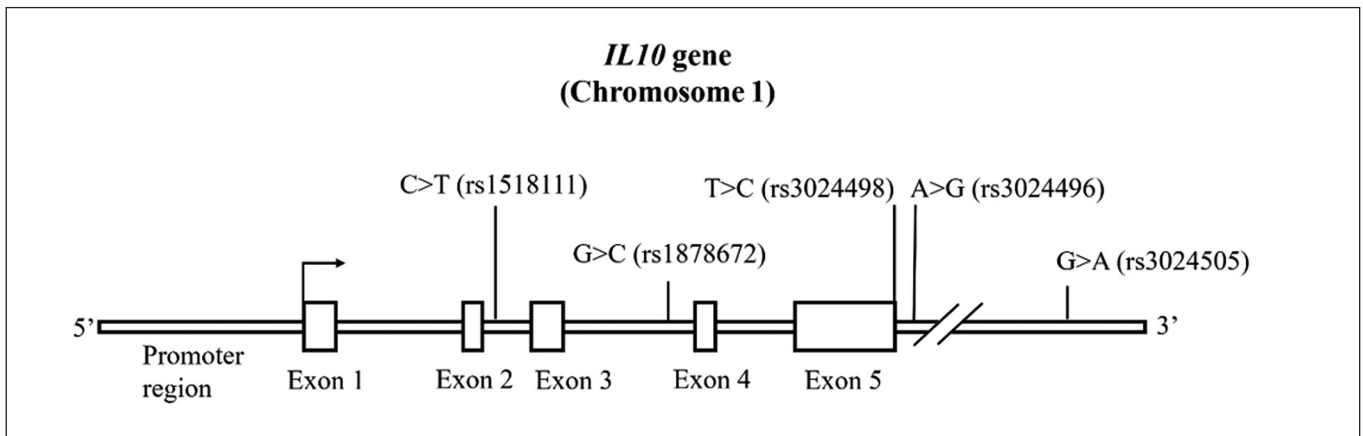 IL10 gene
(Chromosome 1)
C>T (rs1518111)
T>C (rs3024498)
A>G (rs3024496)
G>C (rs1878672)
G>A (rs3024505)
5’
3’
Promoter
region
Exon 1
Exon 2
Exon 3
Exon 4
Exon 5